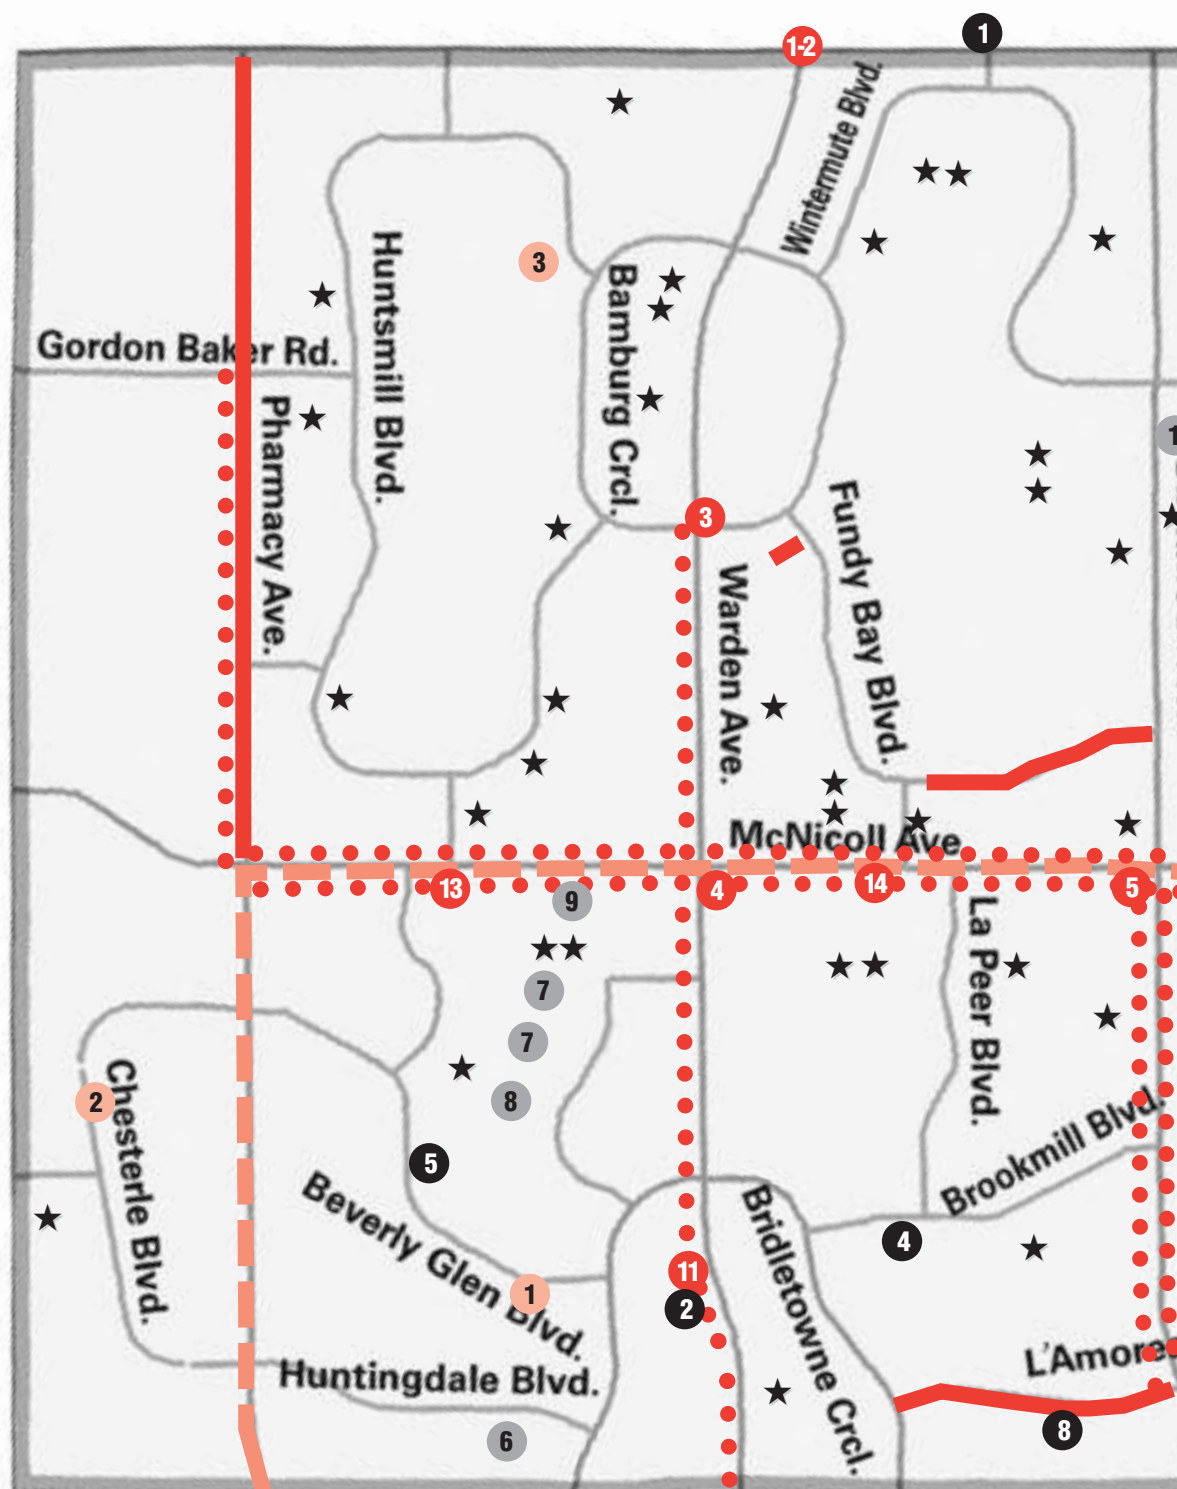 1-2
1
Wintermute Blvd.
Huntsmill Blvd.
3
Bamburg Crcl.
Gordon Baker Rd.
Pharmacy Ave.
1
3
Fundy Bay Blvd.
Warden Ave.
McNicoll Ave
13
9
4
14
5
La Peer Blvd.
7
7
8
2
Chesterle Blvd.
5
Brookmill Blvd.
Beverly Glen Blvd.
Bridletowne Crcl.
4
11
1
2
L'Amore
Huntingdale Blvd.
6
8